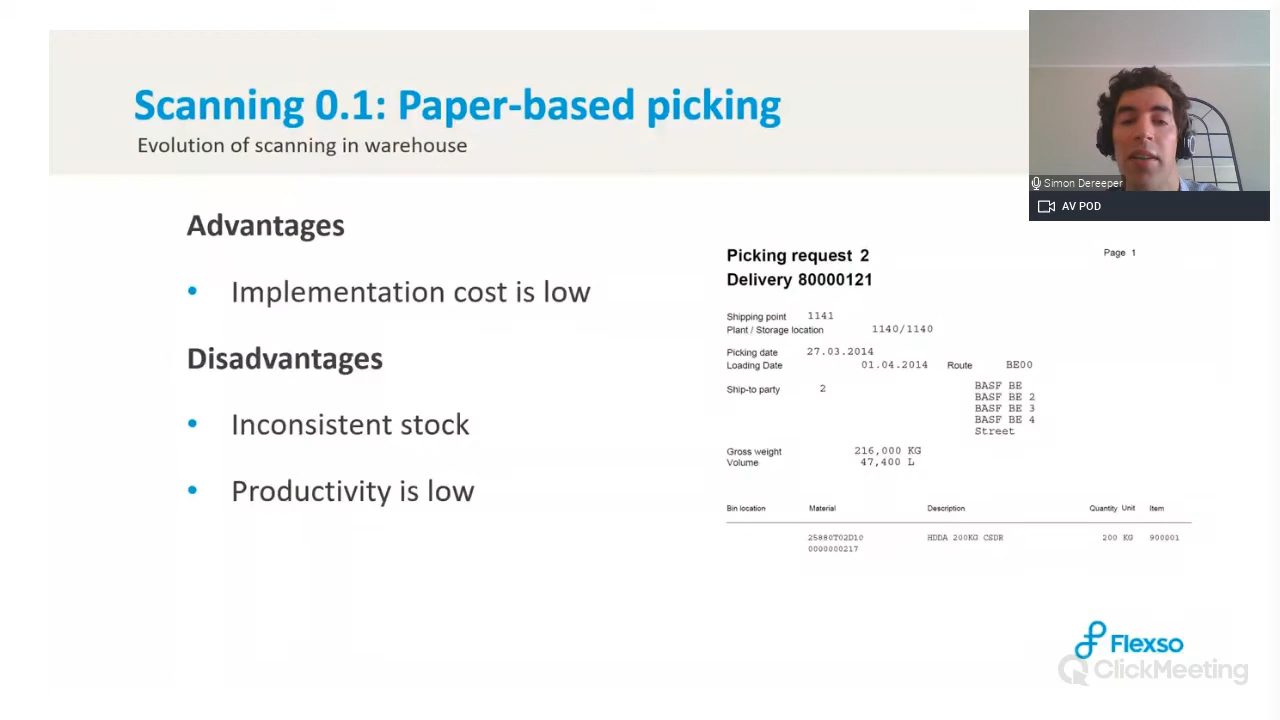 Scanning 0.1: Paper-based picking
Evolution of scanning in warehouse
Simon Dereeper
AV POD
Advantages
• Implementation cost is low
Disadvantages
• Inconsistent stock
• Productivity is low
Picking request 2 Page 1
Delivery 80000121
Shipping point 1141
Plant / Storage location 1140/1140
Picking date 27.03.2014
Loading Date 01.04.2014 Route BE00
Ship-to party 2 BASF BE
BASF BE 2
BASF BE 3
BASF BE 4
Street
Gross weight 216,000 KG
Volume 47,400 L
Bin location Material Description Quantity Unit Item
25880T02D10 HDDA 200KG CSDR 200 KG 900001
0000000217
Flexso
ClickMeeting